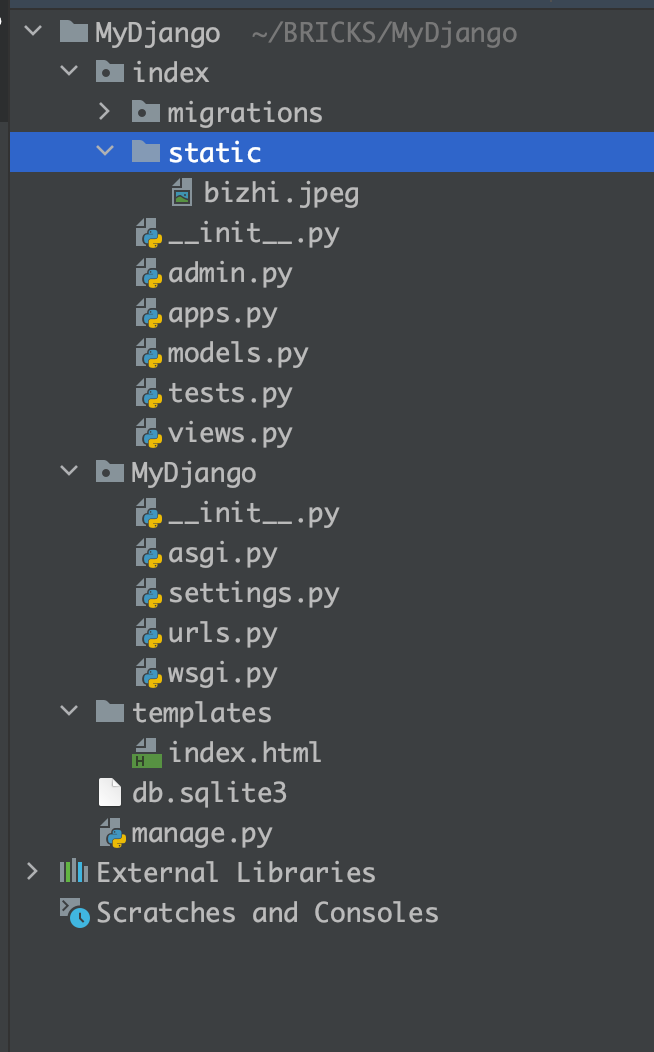 MyDjango ~/BRICKS/MyDjango
index
migrations
static
bizhi.jpeg
__init__.py
admin.py
apps.py
models.py
tests.py
views.py
MyDjango
__init__.py
asgi.py
settings.py
urls.py
wsgi.py
templates
H index.html
db.sqlite3
manage.py
External Libraries
Scratches and Consoles